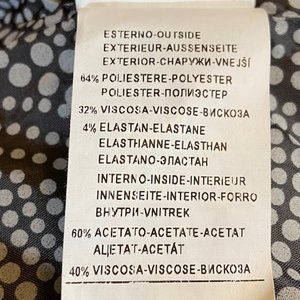 ESTERNO-OUTSIDE
EXTERIEUR-AUSSENSEITE
EXTERIOR-СНАРУЖИ-VNEJŠÍ
64% POLIESTERE-POLYESTER
POLIESTER-ПОЛИЭСТЕР
32% VISCOSA-VISCOSE-ВИСКОЗА
4% ELASTAN-ELASTANE
ELASTHANNE-ELASTHAN
ELASTANO-ЭЛАСТАН
INTERNO-INSIDE-INTERIEUR
INNENSEITE-INTERIOR-FORRO
ВНУТРИ-VNITREK
60% ACETATO-ACETATE-ACETAT
АЦЕТАТ-ACETÁT
40% VISCOSA-VISCOSE-ВИСКОЗА